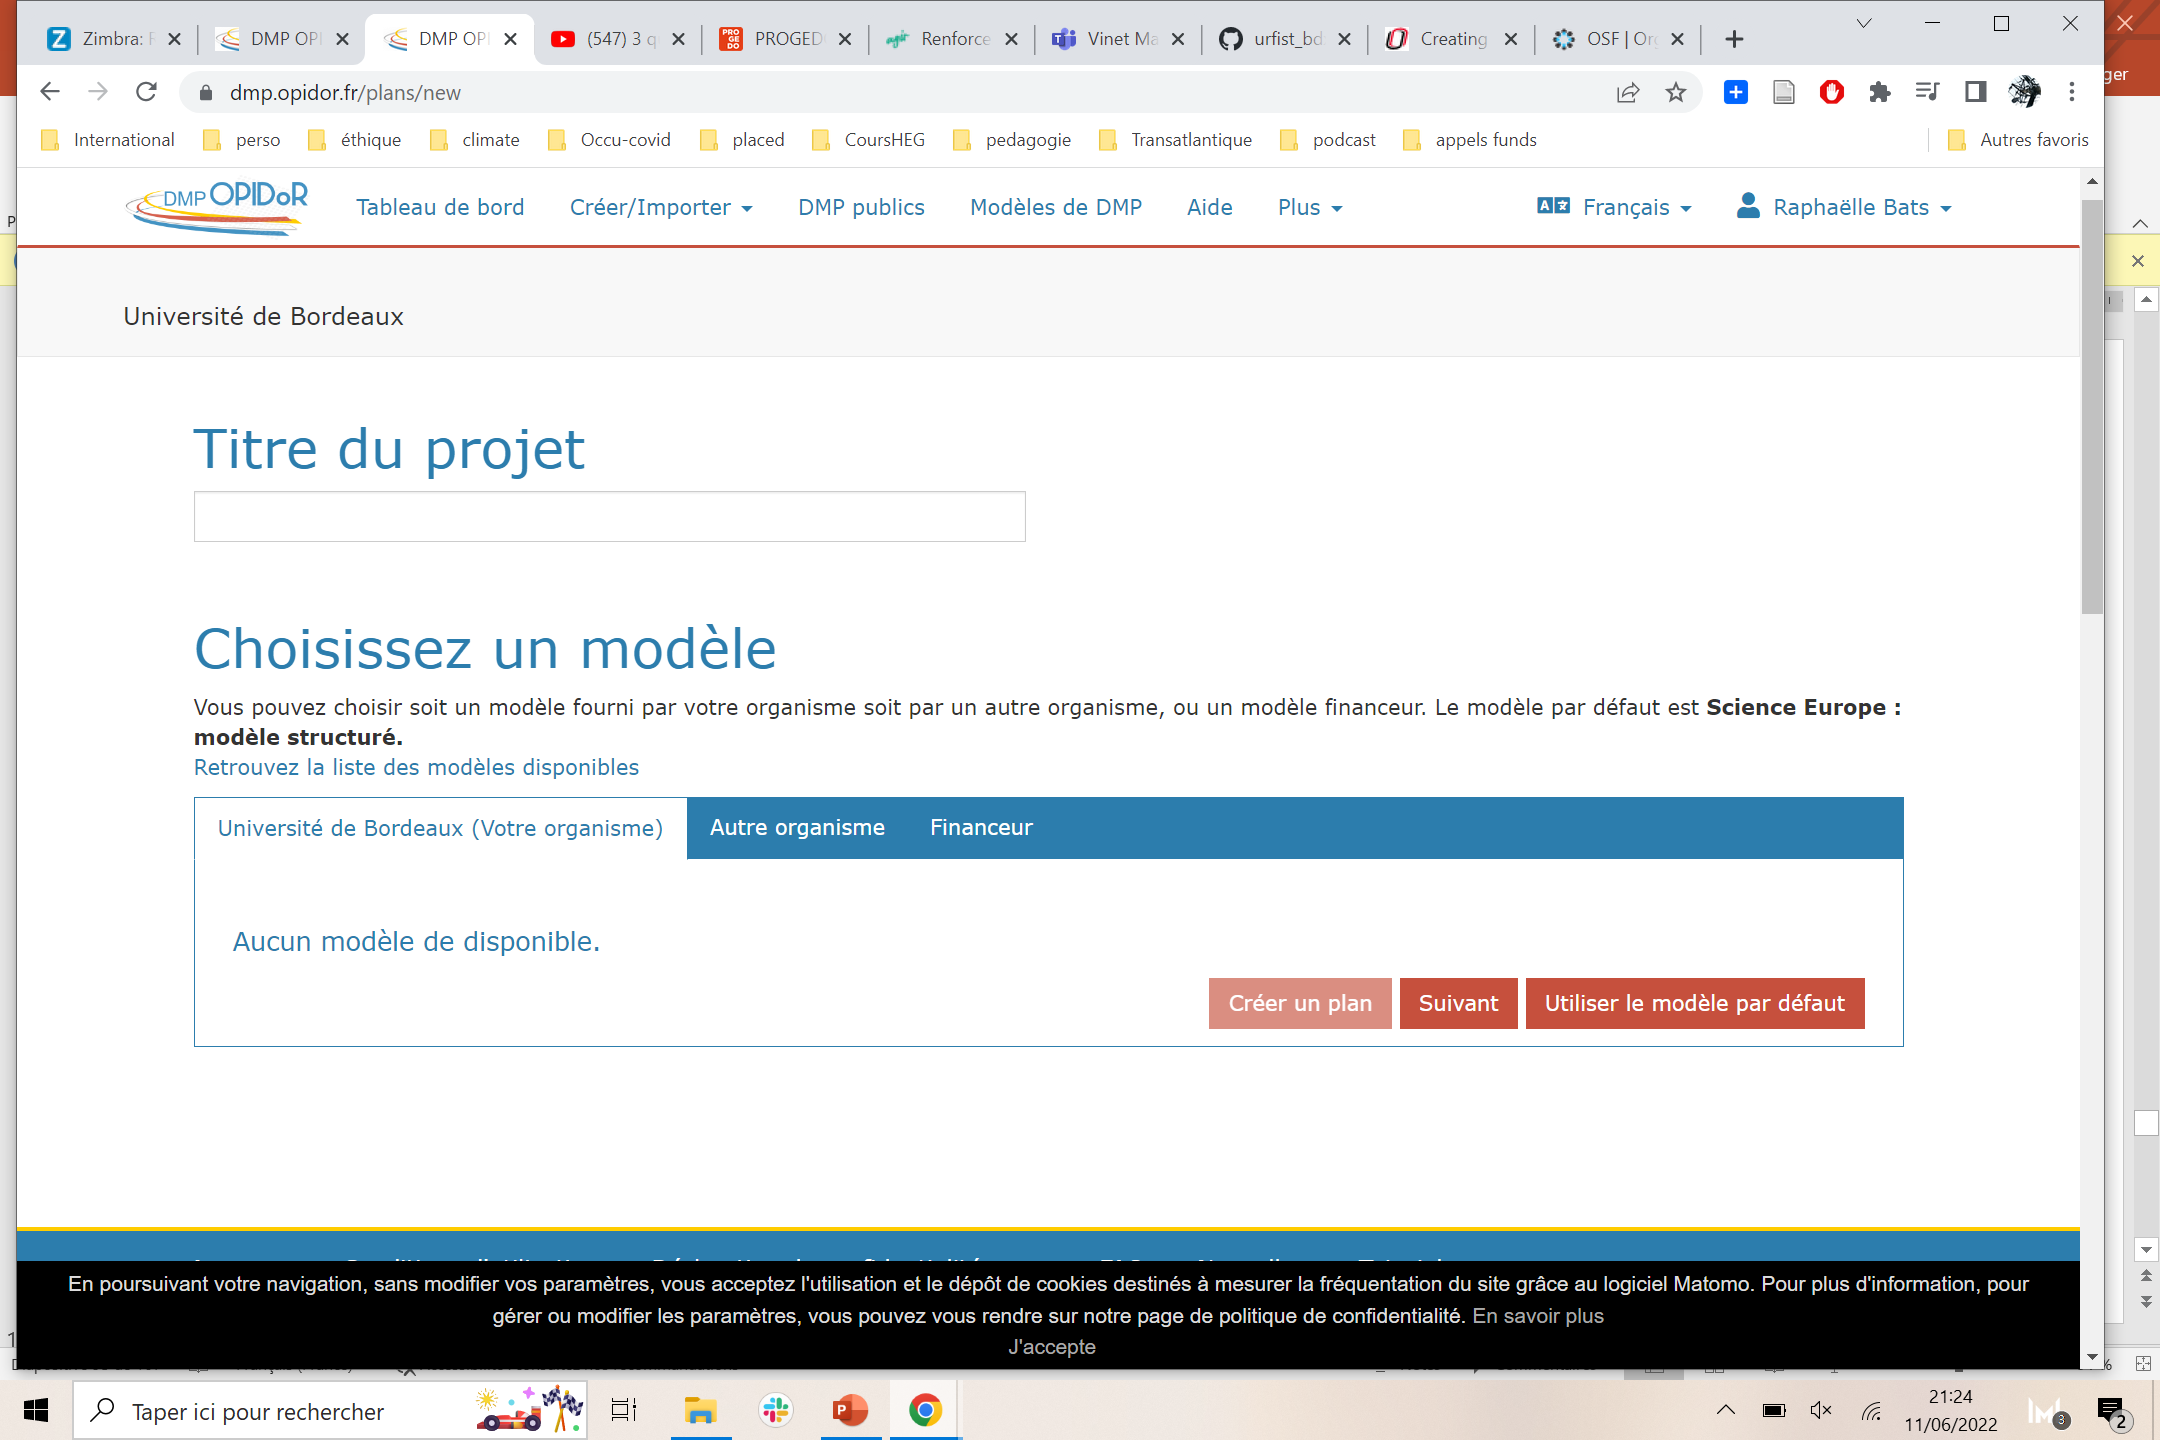 Zimbra:
DMP OPI
DMP OPI
(547) 3 q
PROGED
Renforce
Vinet Ma
urfist_bd
Creating
OSF | Org
ger
dmp.opidor.fr/plans/new
International
perso
éthique
climate
Occu-covid
placed
CoursHEG
pedagogie
Transatlantique
podcast
appels funds
Autres favoris
DMP OPIDoR
Tableau de bord
Créer/Importer
DMP publics
Modèles de DMP
Aide
Plus
Français
Raphaëlle Bats
Université de Bordeaux
Titre du projet
Choisissez un modèle
Vous pouvez choisir soit un modèle fourni par votre organisme soit par un autre organisme, ou un modèle financeur. Le modèle par défaut est Science Europe :
modèle structuré.
Retrouvez la liste des modèles disponibles
Université de Bordeaux (Votre organisme)
Autre organisme
Financeur
Aucun modèle de disponible.
Créer un plan
Suivant
Utiliser le modèle par défaut
En poursuivant votre navigation, sans modifier vos paramètres, vous acceptez l'utilisation et le dépôt de cookies destinés à mesurer la fréquentation du site grâce au logiciel Matomo. Pour plus d'information, pour
gérer ou modifier les paramètres, vous pouvez vous rendre sur notre page de politique de confidentialité. En savoir plus
J'accepte
Taper ici pour rechercher
21:24
11/06/2022
3
2